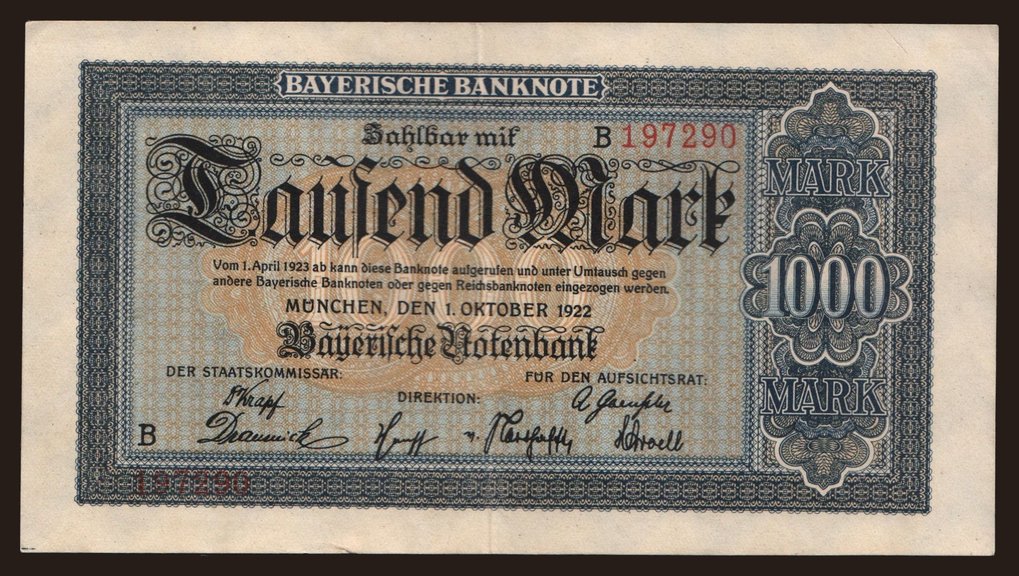 BAYERISCHE BANKNOTE
Zahlbar mit
B 197290
Tausend Mark
Vom 1. April 1923 ab kann diese Banknote aufgerufen und unter Umtausch gegen
andere Bayerische Banknoten oder gegen Reichsbanknoten eingezogen werden.
MÜNCHEN, DEN 1. OKTOBER 1922
Bayerische Notenbank
DER STAATSKOMMISSÄR:
FÜR DEN AUFSICHTSRAT:
DIREKTION:
B
197290
MARK
1000
MARK
1000